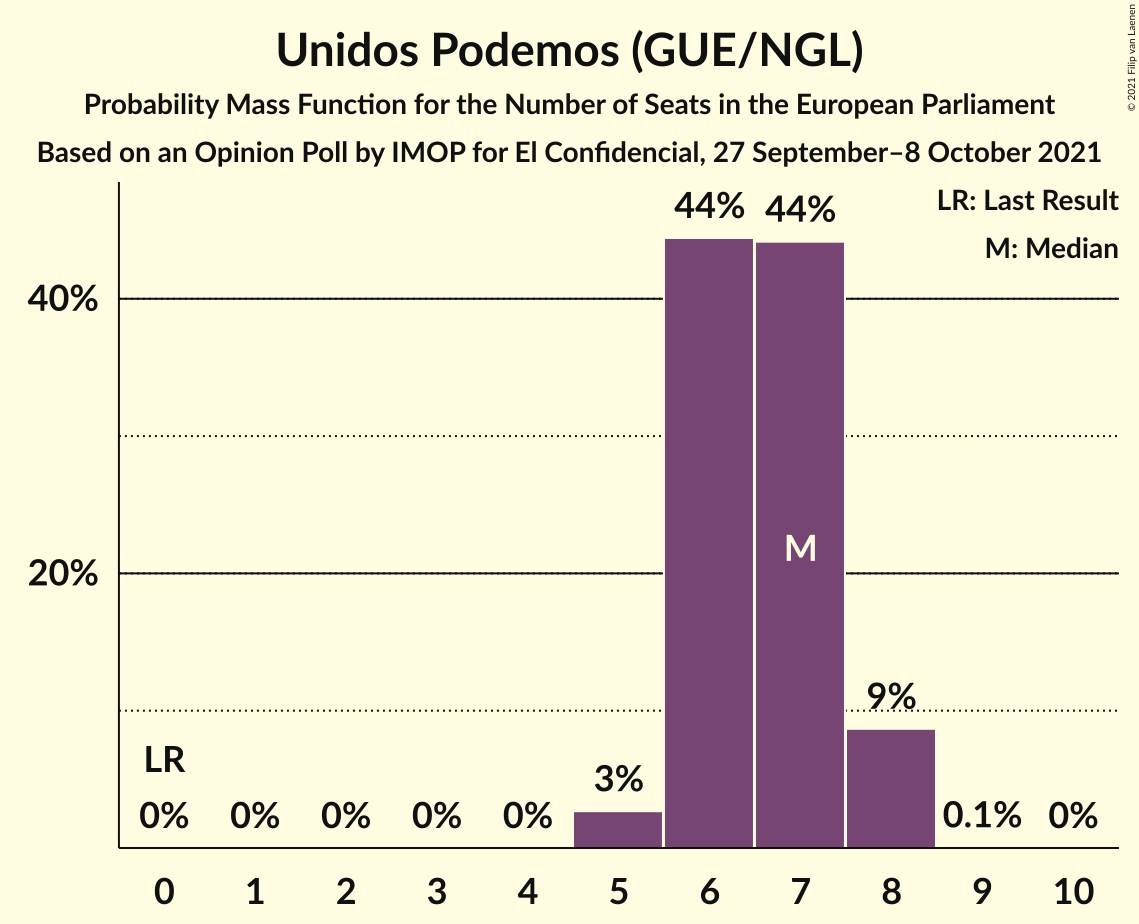 Unidos Podemos (GUE/NGL)
Probability Mass Function for the Number of Seats in the European Parliament
Based on an Opinion Poll by IMOP for El Confidencial, 27 September–8 October 2021
© 2021 Filip van Laenen
LR: Last Result
M: Median
44% 44%
40%
M
20%
9%
LR
3%
0% 0% 0% 0% 0% 0.1% 0%
0 1 2 3 4 5 6 7 8 9 10